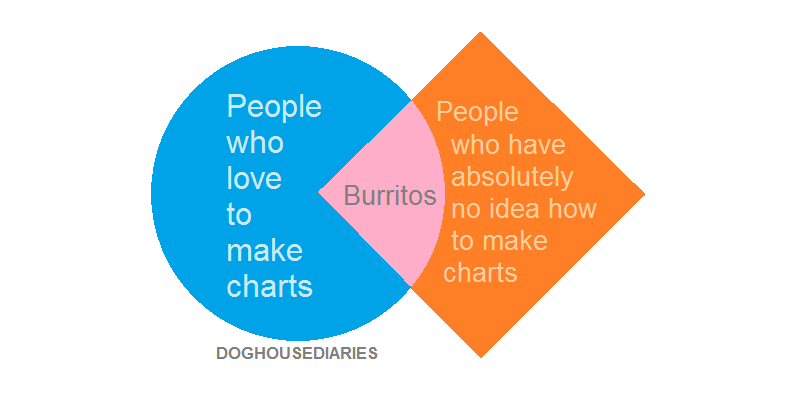 People
who
love
to
make
charts
Burritos
People
who have
absolutely
no idea how
to make
charts
DOGHOUSEDIARIES